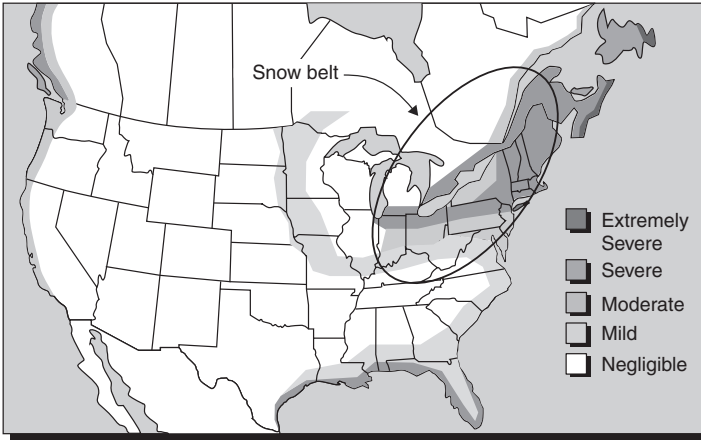 Snow belt
Extremely
Severe
Severe
Moderate
Mild
Negligible